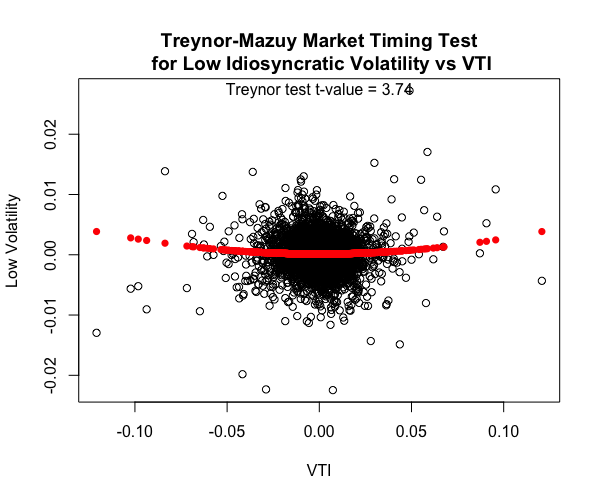 Treynor-Mazuy Market Timing Test
for Low Idiosyncratic Volatility vs VTI
Treynor test t-value = 3.74
Low Volatility
0.02
0.01
0.00
-0.01
-0.02
-0.10
-0.05
0.00
0.05
0.10
VTI